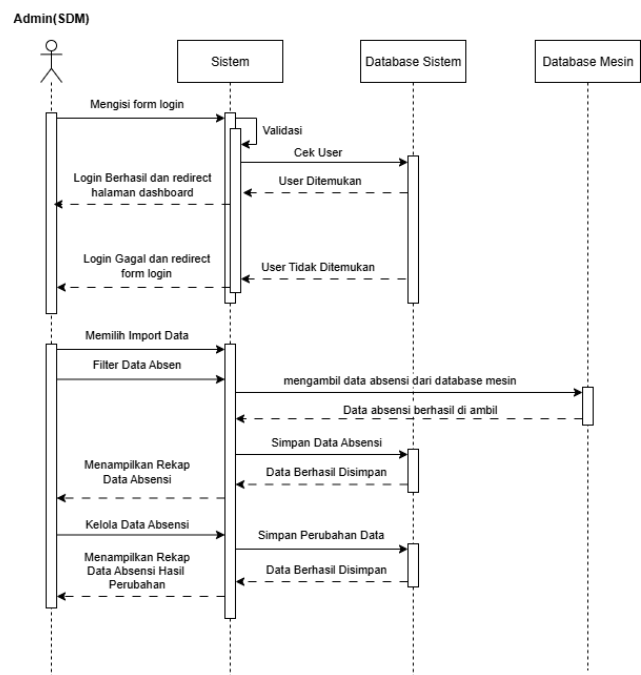 Admin(SDM)
Sistem
Database Sistem
Database Mesin
Mengisi form login
Validasi
Cek User
Login Berhasil dan redirect
halaman dashboard
User Ditemukan
Login Gagal dan redirect
form login
User Tidak Ditemukan
Memilih Import Data
Filter Data Absen
mengambil data absensi dari database mesin
Data absensi berhasil di ambil
Simpan Data Absensi
Menampilkan Rekap
Data Absensi
Data Berhasil Disimpan
Kelola Data Absensi
Simpan Perubahan Data
Menampilkan Rekap
Data Absensi Hasil
Perubahan
Data Berhasil Disimpan